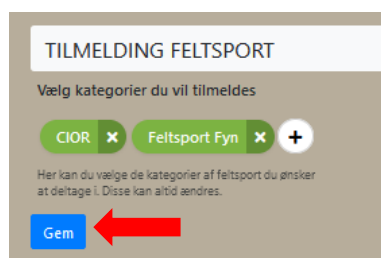 TILMELDING FELTSPORT
Vælg kategorier du vil tilmeldes
CIOR × Feltsport Fyn × +
Her kan du vælge de kategorier af feltsport du ønsker
at deltage i. Disse kan altid ændres.
Gem